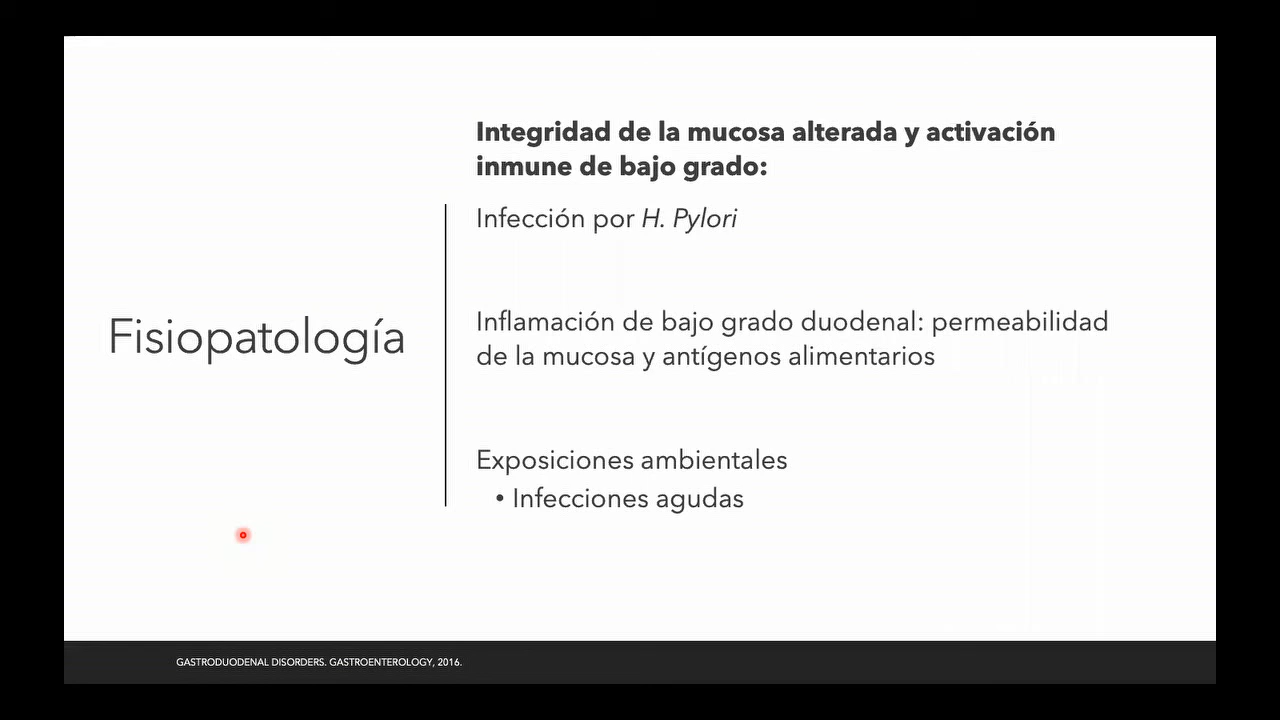 Integridad de la mucosa alterada y activación
inmune de bajo grado:
Infección por H. Pylori
Fisiopatología
Inflamación de bajo grado duodenal: permeabilidad
de la mucosa y antígenos alimentarios
Exposiciones ambientales
• Infecciones agudas
GASTRODUODENAL DISORDERS. GASTROENTEROLOGY, 2016.